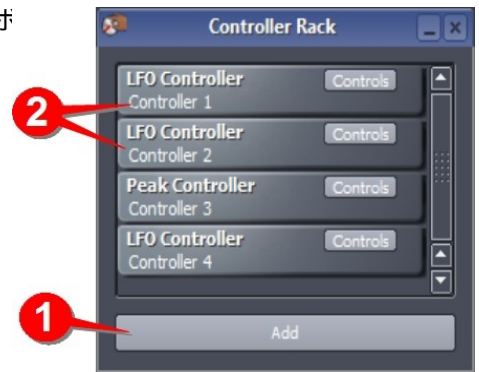 Controller Rack
LFO Controller
Controls
Controller 1
2
LFO Controller
Controls
Controller 2
Peak Controller
Controls
Controller 3
LFO Controller
Controls
Controller 4
1
Add